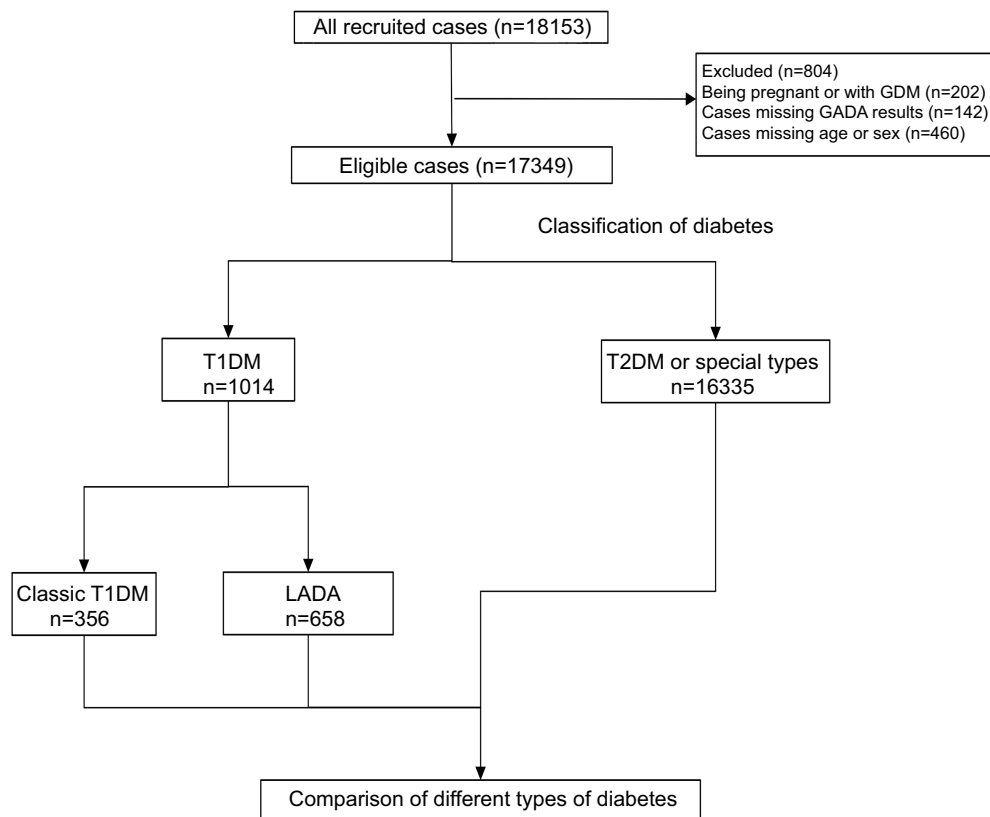 All recruited cases (n=18153)
Excluded (n=804)
Being pregnant or with GDM (n=202)
Cases missing GADA results (n=142)
Cases missing age or sex (n=460)
Eligible cases (n=17349)
Classification of diabetes
T1DM
n=1014
T2DM or special types
n=16335
Classic T1DM
n=356
LADA
n=658
Comparison of different types of diabetes